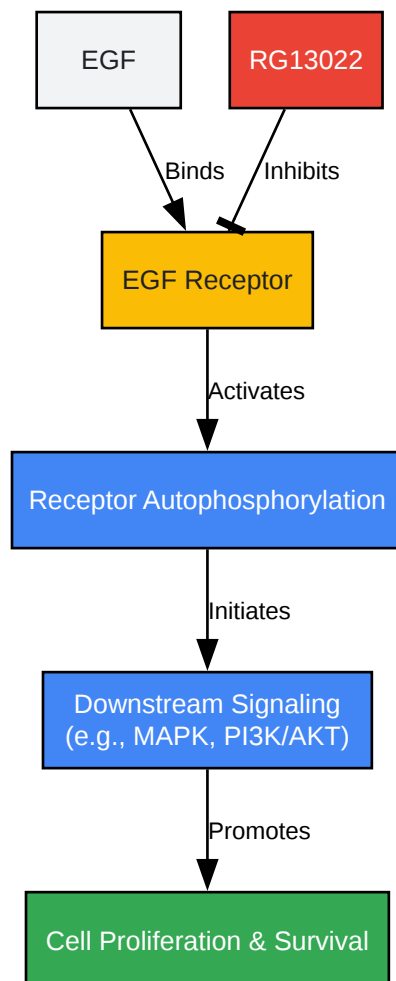 EGF
RG13022
Binds
Inhibits
EGF Receptor
Activates
Receptor Autophosphorylation
Initiates
Downstream Signaling
(e.g., MAPK, PI3K/AKT)
Promotes
Cell Proliferation & Survival